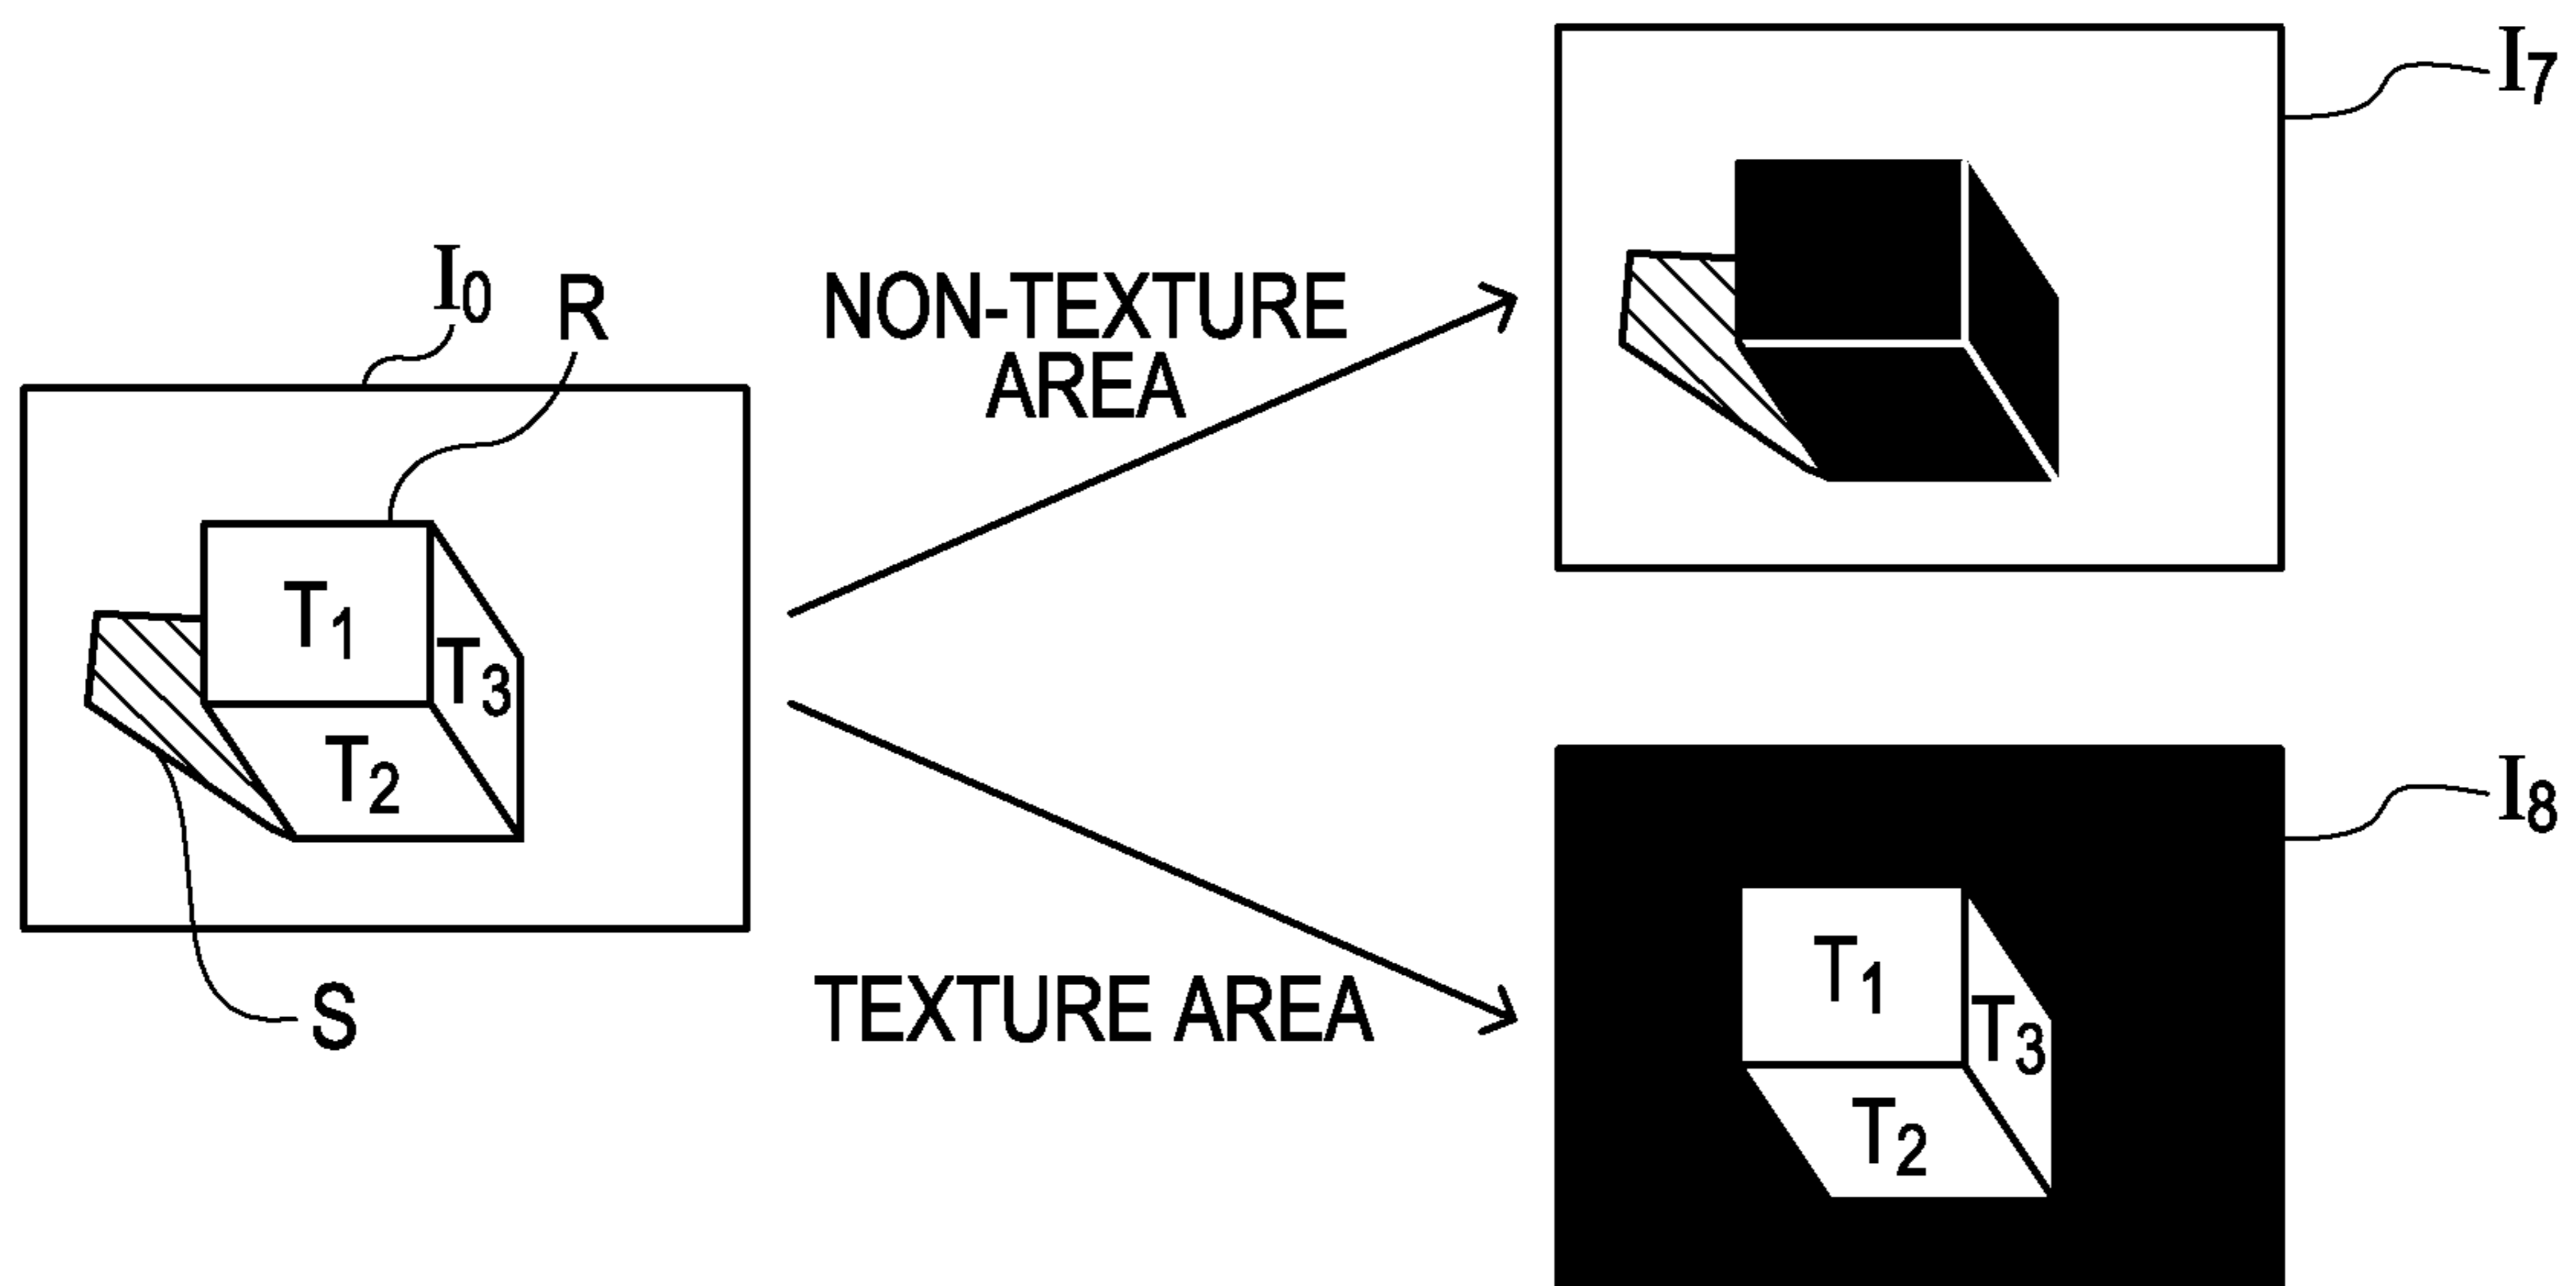 I₀
R
T₁
T₃
T₂
S
NON-TEXTURE
AREA
TEXTURE AREA
I₇
I₈
T₁
T₃
T₂